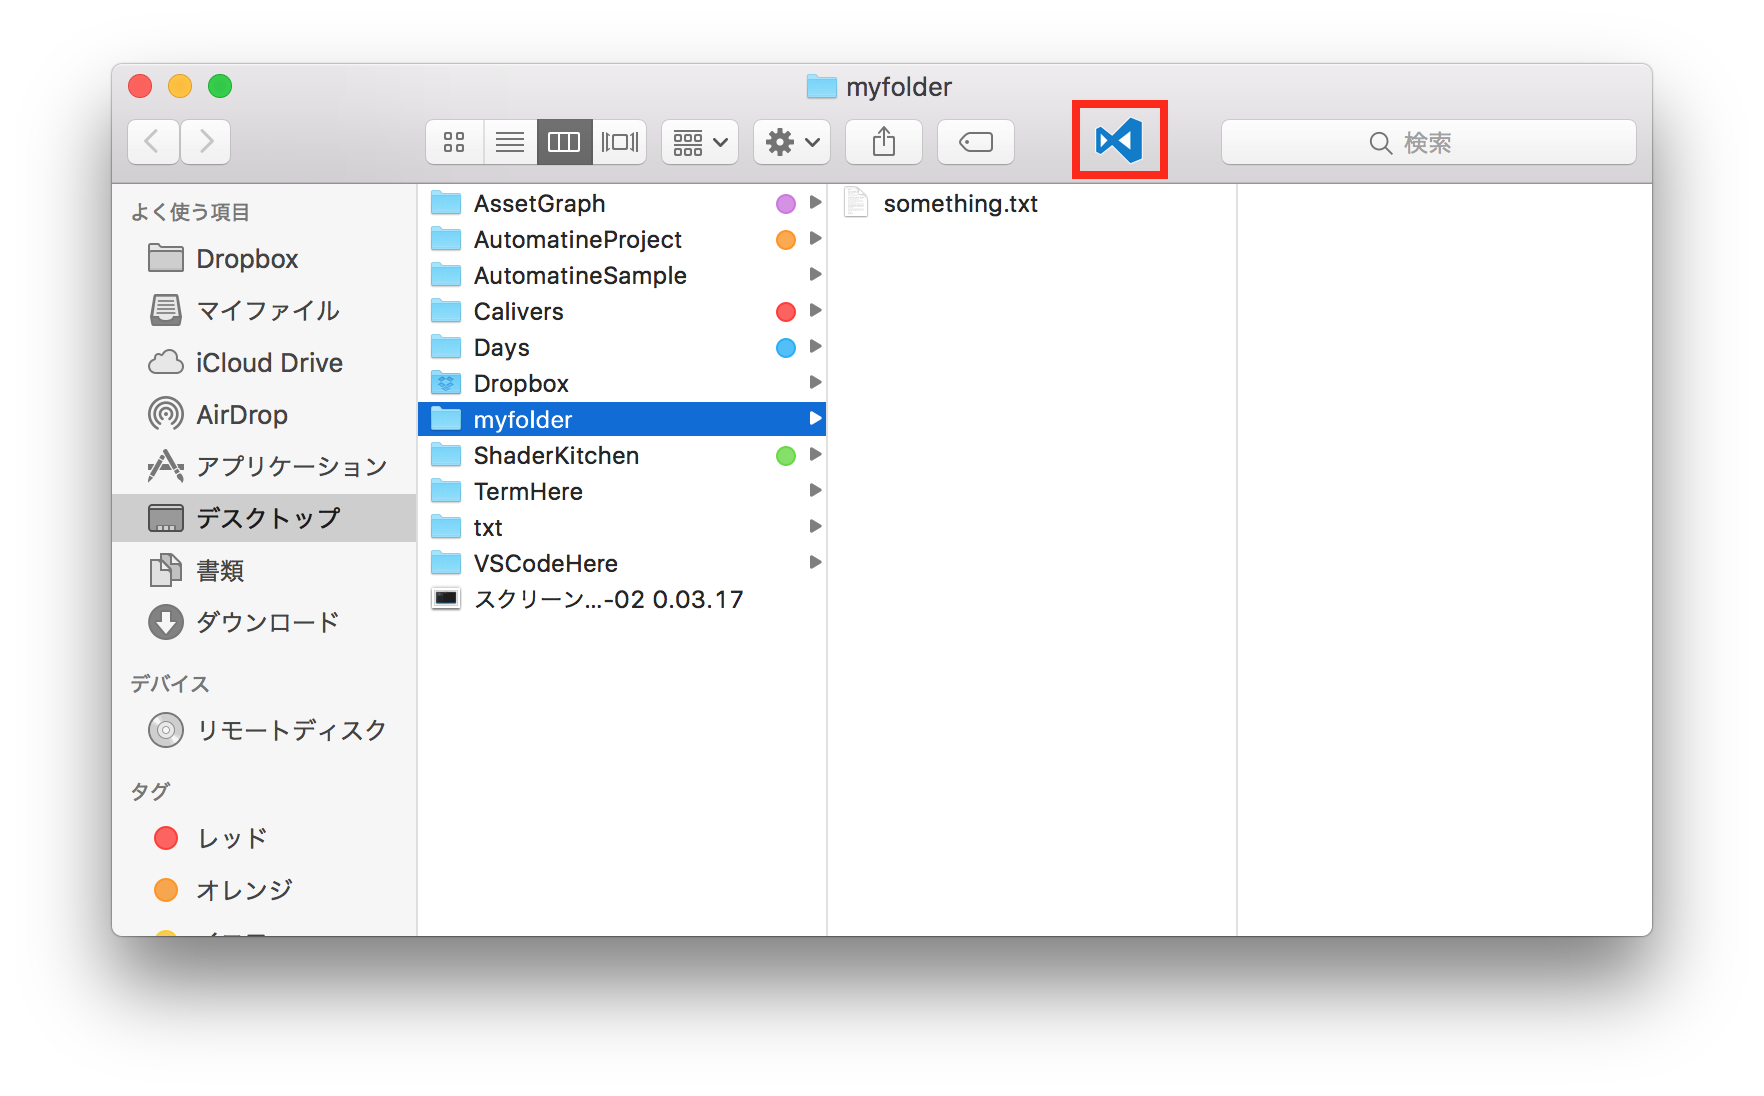 myfolder
検索
よく使う項目
Dropbox
マイファイル
iCloud Drive
AirDrop
アプリケーション
デスクトップ
書類
ダウンロード
デバイス
リモートディスク
タグ
レッド
オレンジ
AssetGraph
AutomatineProject
AutomatineSample
Calivers
Days
Dropbox
myfolder
ShaderKitchen
TermHere
txt
VSCodeHere
スクリーン...-02 0.03.17
something.txt